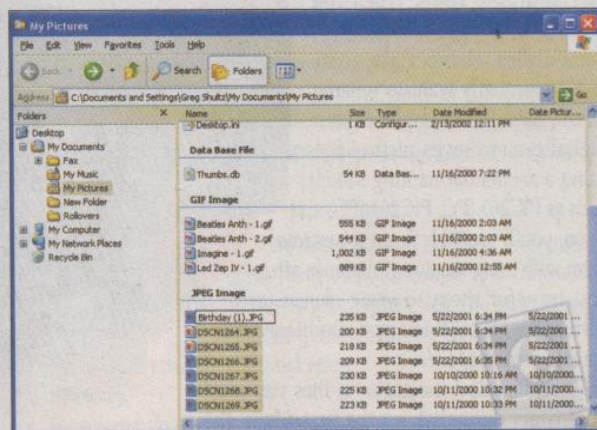 My Pictures
File Edit View Favorites Tools Help
Back Search Folders
Address C:\Documents and Settings\Greg Shultz\My Documents\My Pictures Go
Folders Name Size Type Date Modified Date Pictur...
Desktop
My Documents
Fax
My Music
My Pictures
New Folder
Rollovers
My Computer
My Network Places
Recycle Bin
Desktop.ini 1 KB Configur... 2/13/2002 12:11 PM
Data Base File
Thumbs.db 54 KB Data Bas... 11/16/2000 7:22 PM
GIF Image
Beatles Anth - 1.gif 555 KB GIF Image 11/16/2000 2:03 AM
Beatles Anth - 2.gif 544 KB GIF Image 11/16/2000 2:03 AM
Imagine - 1.gif 1,002 KB GIF Image 11/16/2000 4:36 AM
Led Zep IV - 1.gif 889 KB GIF Image 11/16/2000 12:55 AM
JPEG Image
Birthday (1).JPG 235 KB JPEG Image 5/22/2001 6:34 PM 5/22/2001 ...
DSCN1264.JPG 200 KB JPEG Image 5/22/2001 6:34 PM 5/22/2001 ...
DSCN1265.JPG 218 KB JPEG Image 5/22/2001 6:34 PM 5/22/2001 ...
DSCN1266.JPG 209 KB JPEG Image 5/22/2001 6:35 PM 5/22/2001 ...
DSCN1267.JPG 230 KB JPEG Image 10/10/2000 10:16 AM 10/10/2000...
DSCN1268.JPG 225 KB JPEG Image 10/11/2000 10:32 PM 10/11/2000...
DSCN1269.JPG 223 KB JPEG Image 10/11/2000 10:33 PM 10/11/2000...